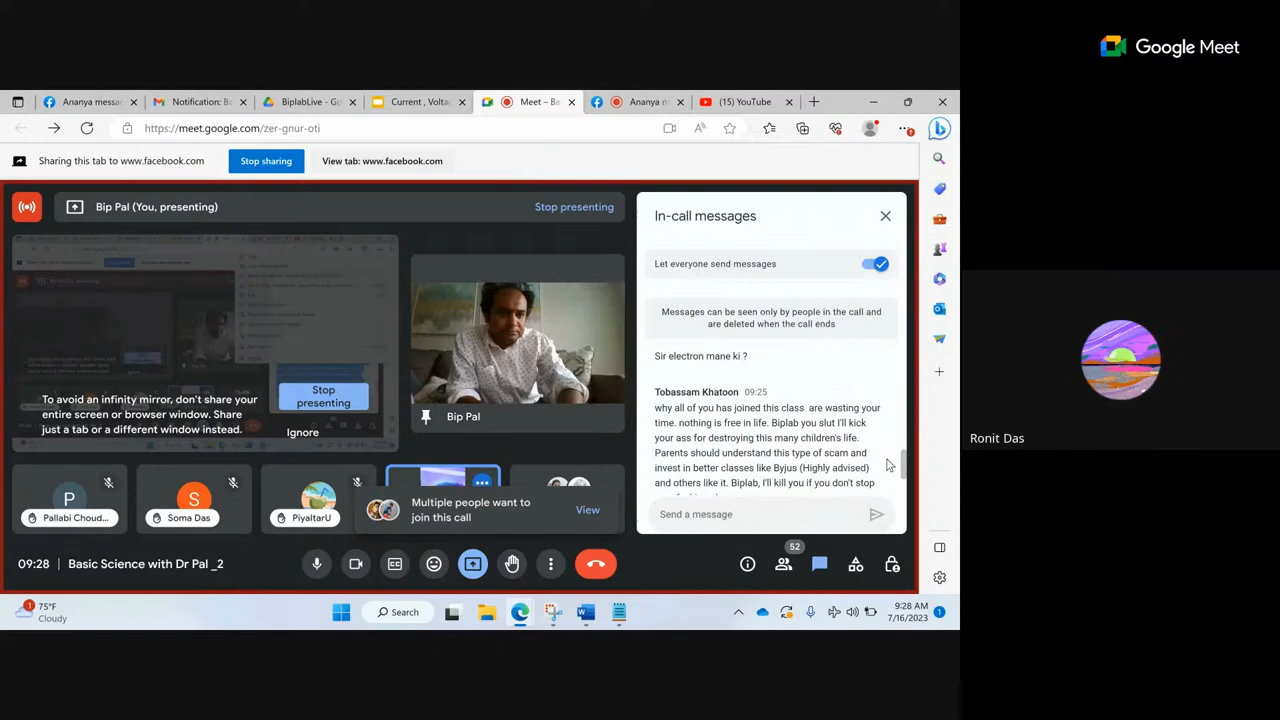 Google Meet
Ananya messa
Notification: Ba
BiplabLive - Go
Current , Volta
Meet – Ba
Ananya m
(15) YouTube
https://meet.google.com/zer-gnur-oti
Sharing this tab to www.facebook.com
Stop sharing
View tab: www.facebook.com
Bip Pal (You, presenting)
Stop presenting
To avoid an infinity mirror, don't share your
entire screen or browser window. Share
just a tab or a different window instead.
Stop
presenting
Ignore
Bip Pal
In-call messages
Let everyone send messages
Messages can be seen only by people in the call and
are deleted when the call ends
Sir electron mane ki ?
Tobassam Khatoon 09:25
why all of you has joined this class are wasting your
time. nothing is free in life. Biplab you slut I'll kick
your ass for destroying this many children's life.
Parents should understand this type of scam and
invest in better classes like Byjus (Highly advised)
and others like it. Biplab, I'll kill you if you don't stop
Send a message
P
Pallabi Choud...
S
Soma Das
PiyaltarU
Multiple people want to
join this call
View
09:28 | Basic Science with Dr Pal _2
52
1
75°F
Cloudy
Search
9:28 AM
7/16/2023
1
Ronit Das